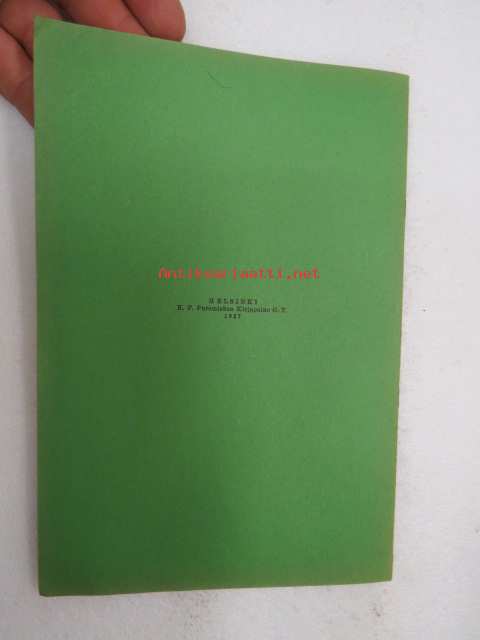 Antikvariaatti.net
HELSINKI
K. F. Puromiehen Kirjapaino O. Y.
1937